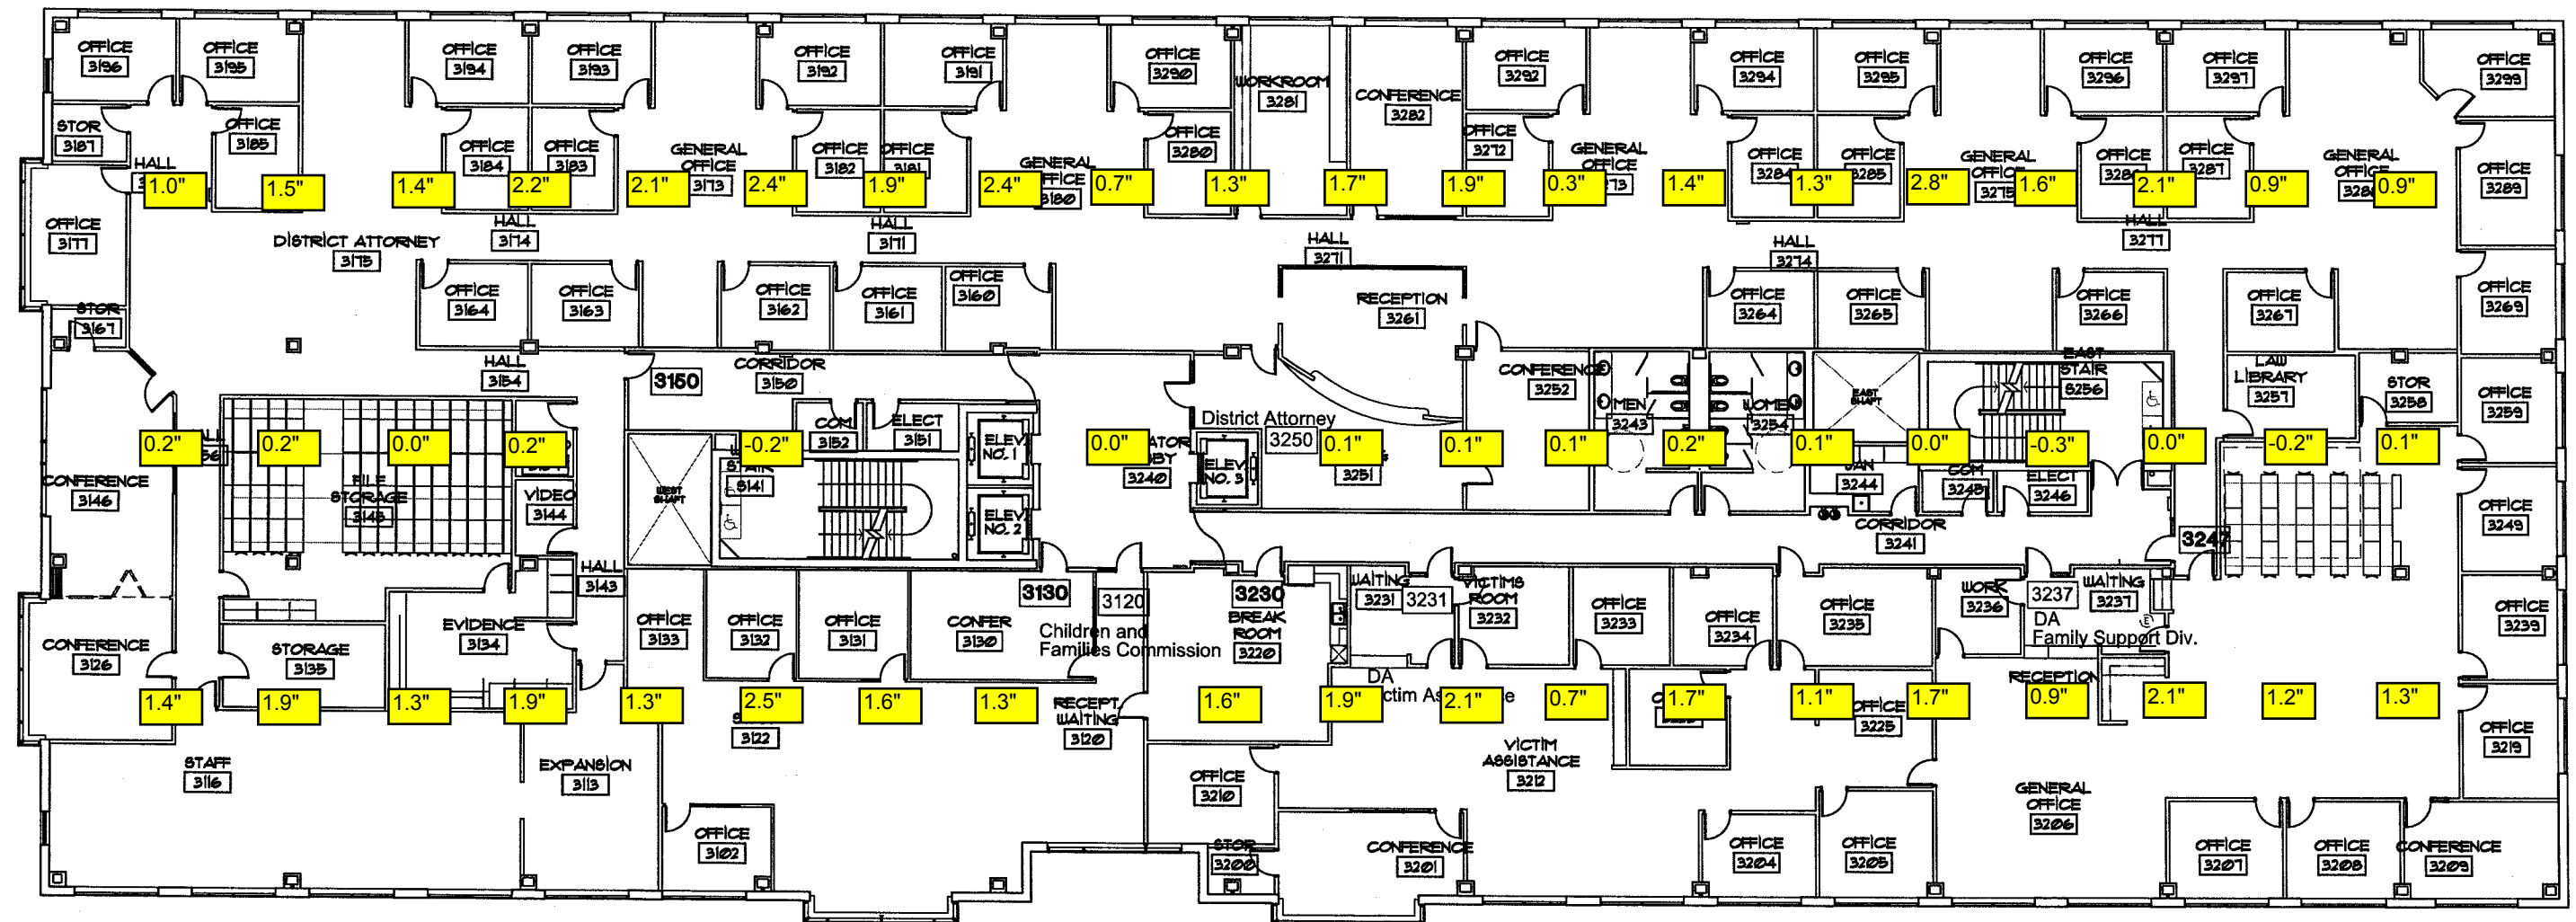 OFFICE
3196
OFFICE
3195
OFFICE
3194
OFFICE
3193
OFFICE
3192
OFFICE
3191
OFFICE
3290
WORKROOM
3281
CONFERENCE
3282
OFFICE
3292
OFFICE
3294
OFFICE
3295
OFFICE
3296
OFFICE
3297
OFFICE
3299
STOR
3187
OFFICE
3185
OFFICE
3184
OFFICE
3183
GENERAL
OFFICE
3173
OFFICE
3182
OFFICE
3181
GENERAL
OFFICE
3180
OFFICE
3280
OFFICE
3272
GENERAL
OFFICE
OFFICE
OFFICE
GENERAL
OFFICE
3275
OFFICE
OFFICE
3287
GENERAL
OFFICE
OFFICE
3289
HALL
1.0"
1.5"
1.4"
2.2"
2.1"
2.4"
1.9"
2.4"
0.7"
1.3"
1.7"
1.9"
0.3"
1.4"
1.3"
2.8"
1.6"
2.1"
0.9"
0.9"
OFFICE
3177
DISTRICT ATTORNEY
3175
HALL
3174
HALL
3171
HALL
3271
HALL
3274
HALL
3277
STOR
3167
OFFICE
3164
OFFICE
3163
OFFICE
3162
OFFICE
3161
OFFICE
3160
RECEPTION
3261
OFFICE
3264
OFFICE
3265
OFFICE
3266
OFFICE
3267
OFFICE
3269
HALL
3154
3150
CORRIDOR
3150
CONFERENCE
3252
EAST
SHAFT
EAST
STAIR
S256
LAW
LIBRARY
3257
STOR
3258
OFFICE
3259
COM
3152
ELECT
3151
ELEV.
NO. 1
District Attorney
3250
MEN
3243
WOMEN
3254
0.2"
0.2"
0.0"
0.2"
-0.2"
0.0"
0.1"
0.1"
0.1"
0.2"
0.1"
0.0"
-0.3"
0.0"
-0.2"
0.1"
CONFERENCE
3146
FILE
STORAGE
3145
VIDEO
3144
WEST
SHAFT
STAIR
S141
ELEV.
NO. 2
3240
ELEV.
NO. 3
3251
JAN
3244
COM
3245
ELECT
3246
CORRIDOR
3241
3247
OFFICE
3249
HALL
3143
3130
3120
3230
WAITING
3231
3231
VICTIMS
ROOM
3232
WORK
3236
3237
WAITING
3237
CONFERENCE
3126
STORAGE
3135
EVIDENCE
3134
OFFICE
3133
OFFICE
3132
OFFICE
3131
CONFER
3130
Children and
Families Commission
BREAK
ROOM
3220
OFFICE
3233
OFFICE
3234
OFFICE
3235
DA
Family Support Div.
OFFICE
3239
DA
RECEPTION
1.4"
1.9"
1.3"
1.9"
1.3"
2.5"
1.6"
1.3"
1.6"
1.9"
2.1"
0.7"
1.7"
1.1"
1.7"
0.9"
2.1"
1.2"
1.3"
3122
RECEPT.
WAITING
3120
OFFICE
3225
OFFICE
3219
STAFF
3116
EXPANSION
3113
OFFICE
3210
VICTIM
ASSISTANCE
3212
GENERAL
OFFICE
3206
OFFICE
3102
STOR
3200
CONFERENCE
3201
OFFICE
3204
OFFICE
3205
OFFICE
3207
OFFICE
3208
CONFERENCE
3209